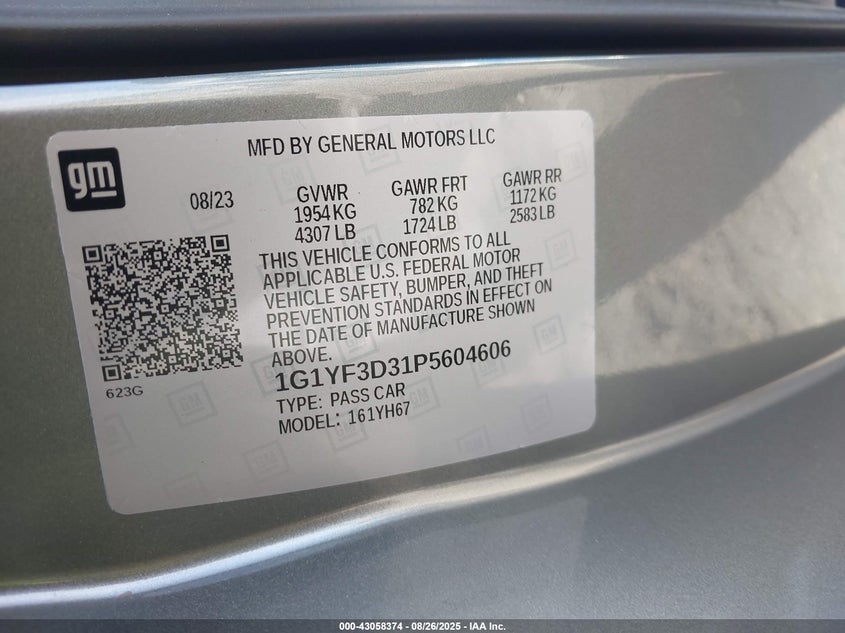 MFD BY GENERAL MOTORS LLC
gm
08/23
GVWR
1954 KG
4307 LB
GAWR FRT
782 KG
1724 LB
GAWR RR
1172 KG
2583 LB
THIS VEHICLE CONFORMS TO ALL
APPLICABLE U.S. FEDERAL MOTOR
VEHICLE SAFETY, BUMPER, AND THEFT
PREVENTION STANDARDS IN EFFECT ON
THE DATE OF MANUFACTURE SHOWN
ABOVE.
623G
1G1YF3D31P5604606
TYPE: PASS CAR
MODEL: 161YH67
000-43058374 - 08/26/2025 - IAA Inc.